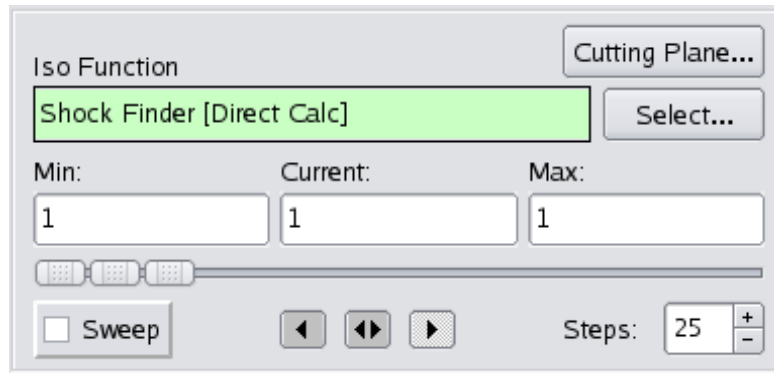 Cutting Plane...
Iso Function
Shock Finder [Direct Calc]
Select...
Min: Current: Max:
1 1 1
Sweep Steps: 25 + -